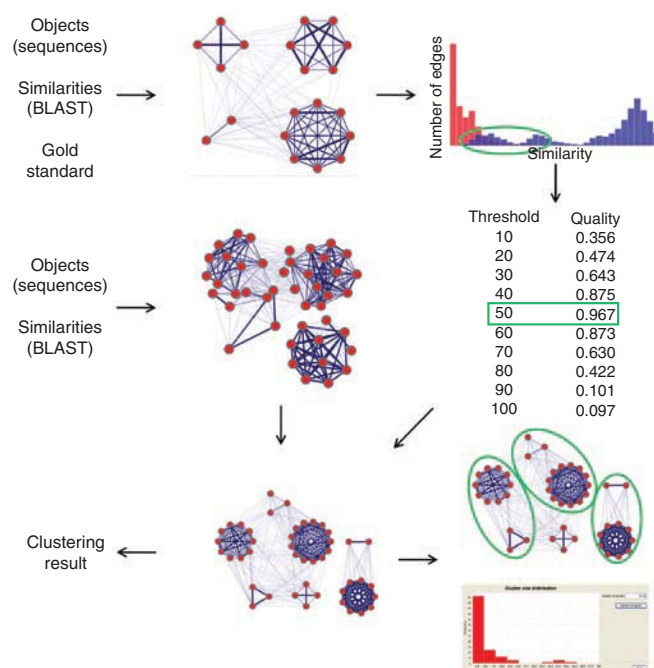 Objects
(sequences)
Similarities
(BLAST)
Gold
standard
Number of edges
Similarity
Threshold Quality
10 0.356
20 0.474
30 0.643
40 0.875
50 0.967
60 0.873
70 0.630
80 0.422
90 0.101
100 0.097
Objects
(sequences)
Similarities
(BLAST)
Clustering
result
Cluster size distribution